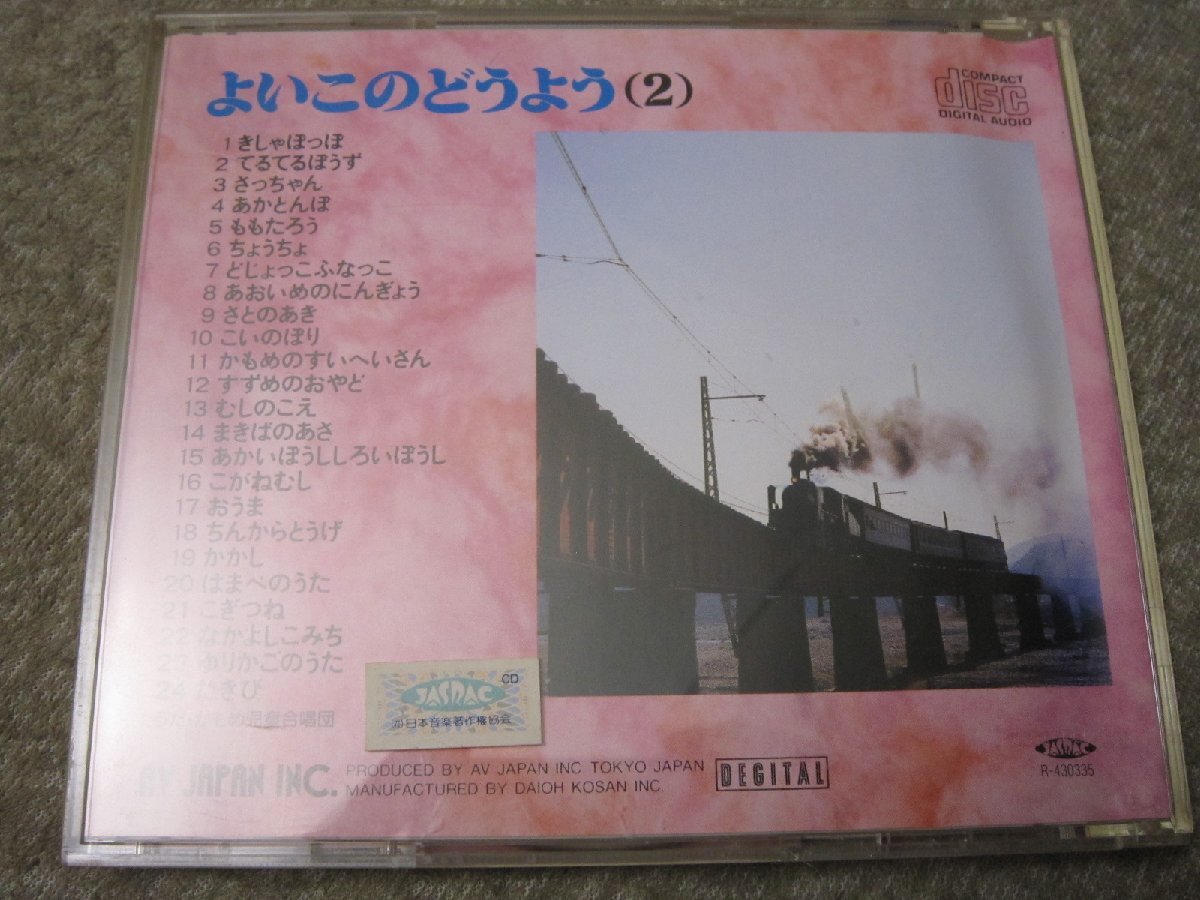 よいこのどうよう(2)
COMPACT
disc
DIGITAL AUDIO
1 きしゃぽっぽ
2 てるてるぼうず
3 さっちゃん
4 あかとんぼ
5 ももたろう
6 ちょうちょ
7 どじょっこふなっこ
8 あおいめのにんぎょう
9 さとのあき
10 こいのぼり
11 かもめのすいへいさん
12 すずめのおやど
13 むしのこえ
14 まきばのあさ
15 あかいぼうししろいぼうし
16 こがねむし
17 おうま
18 ちんからとうげ
19 かかし
20 はまべのうた
21 こぎつね
22 なかよしこみち
23 ゆりかごのうた
24 たきび
児童合唱団
JASRAC
CD
日本音楽著作権協会
AV JAPAN INC.
PRODUCED BY AV JAPAN INC TOKYO JAPAN
MANUFACTURED BY DAIOH KOSAN INC.
DEGITAL
JASRAC
R-430335